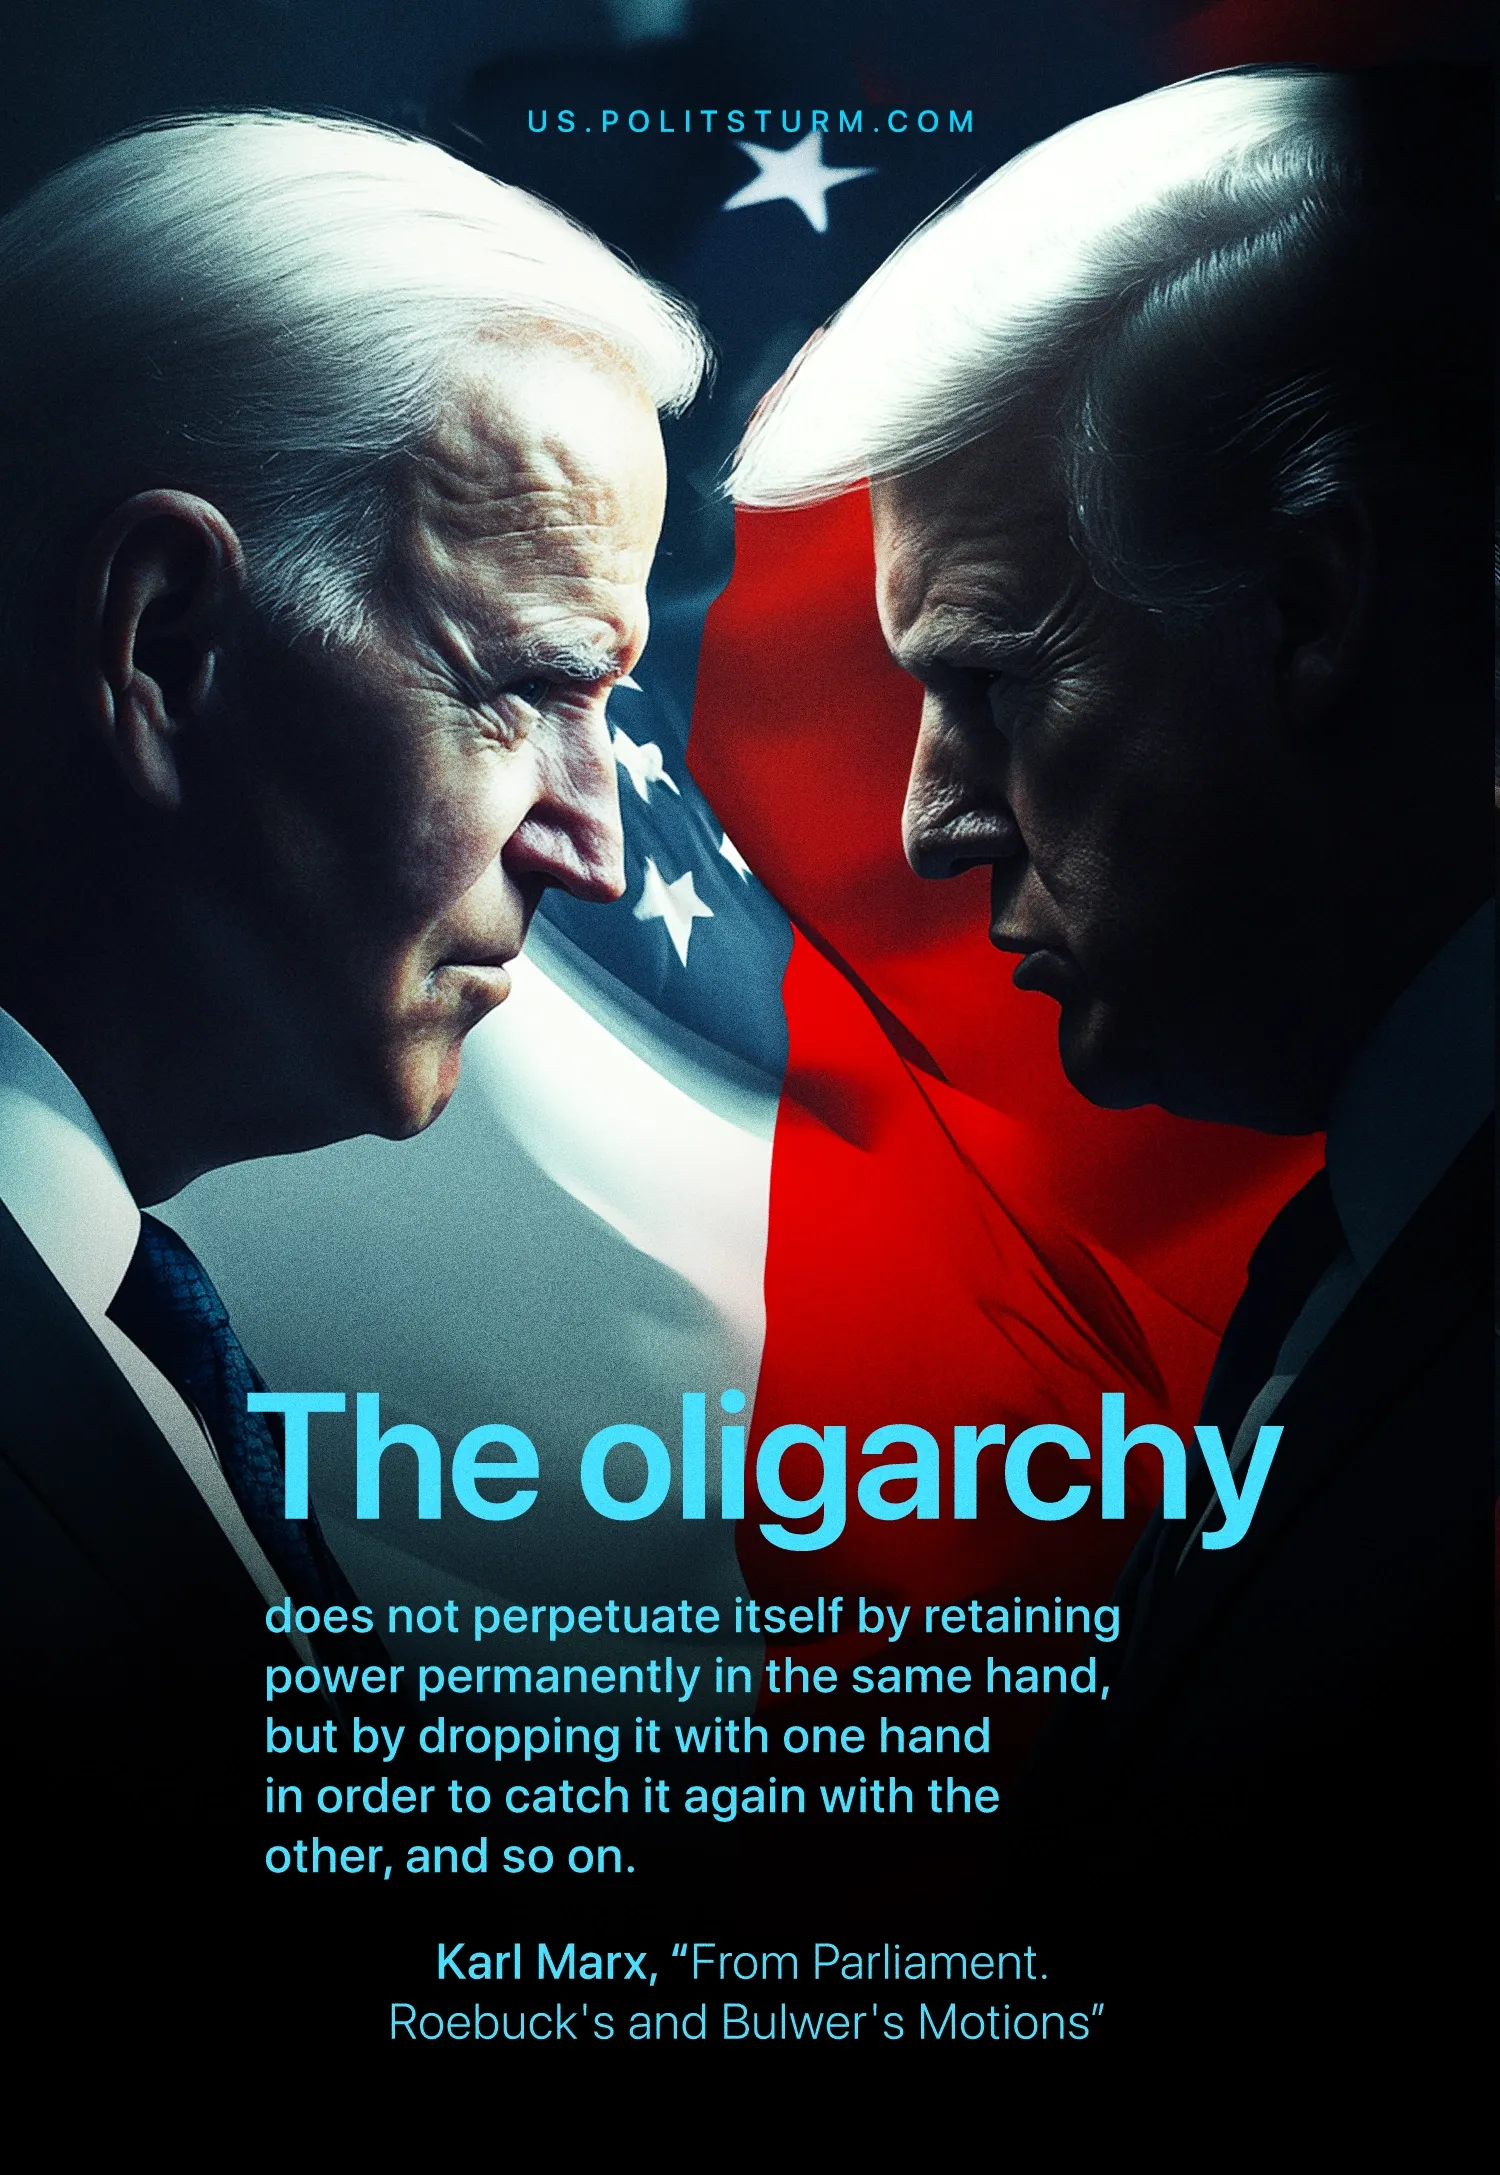 US.POLITSTURM.COM
The oligarchy
does not perpetuate itself by retaining
power permanently in the same hand,
but by dropping it with one hand
in order to catch it again with the
other, and so on.
Karl Marx, “From Parliament.
Roebuck's and Bulwer's Motions”